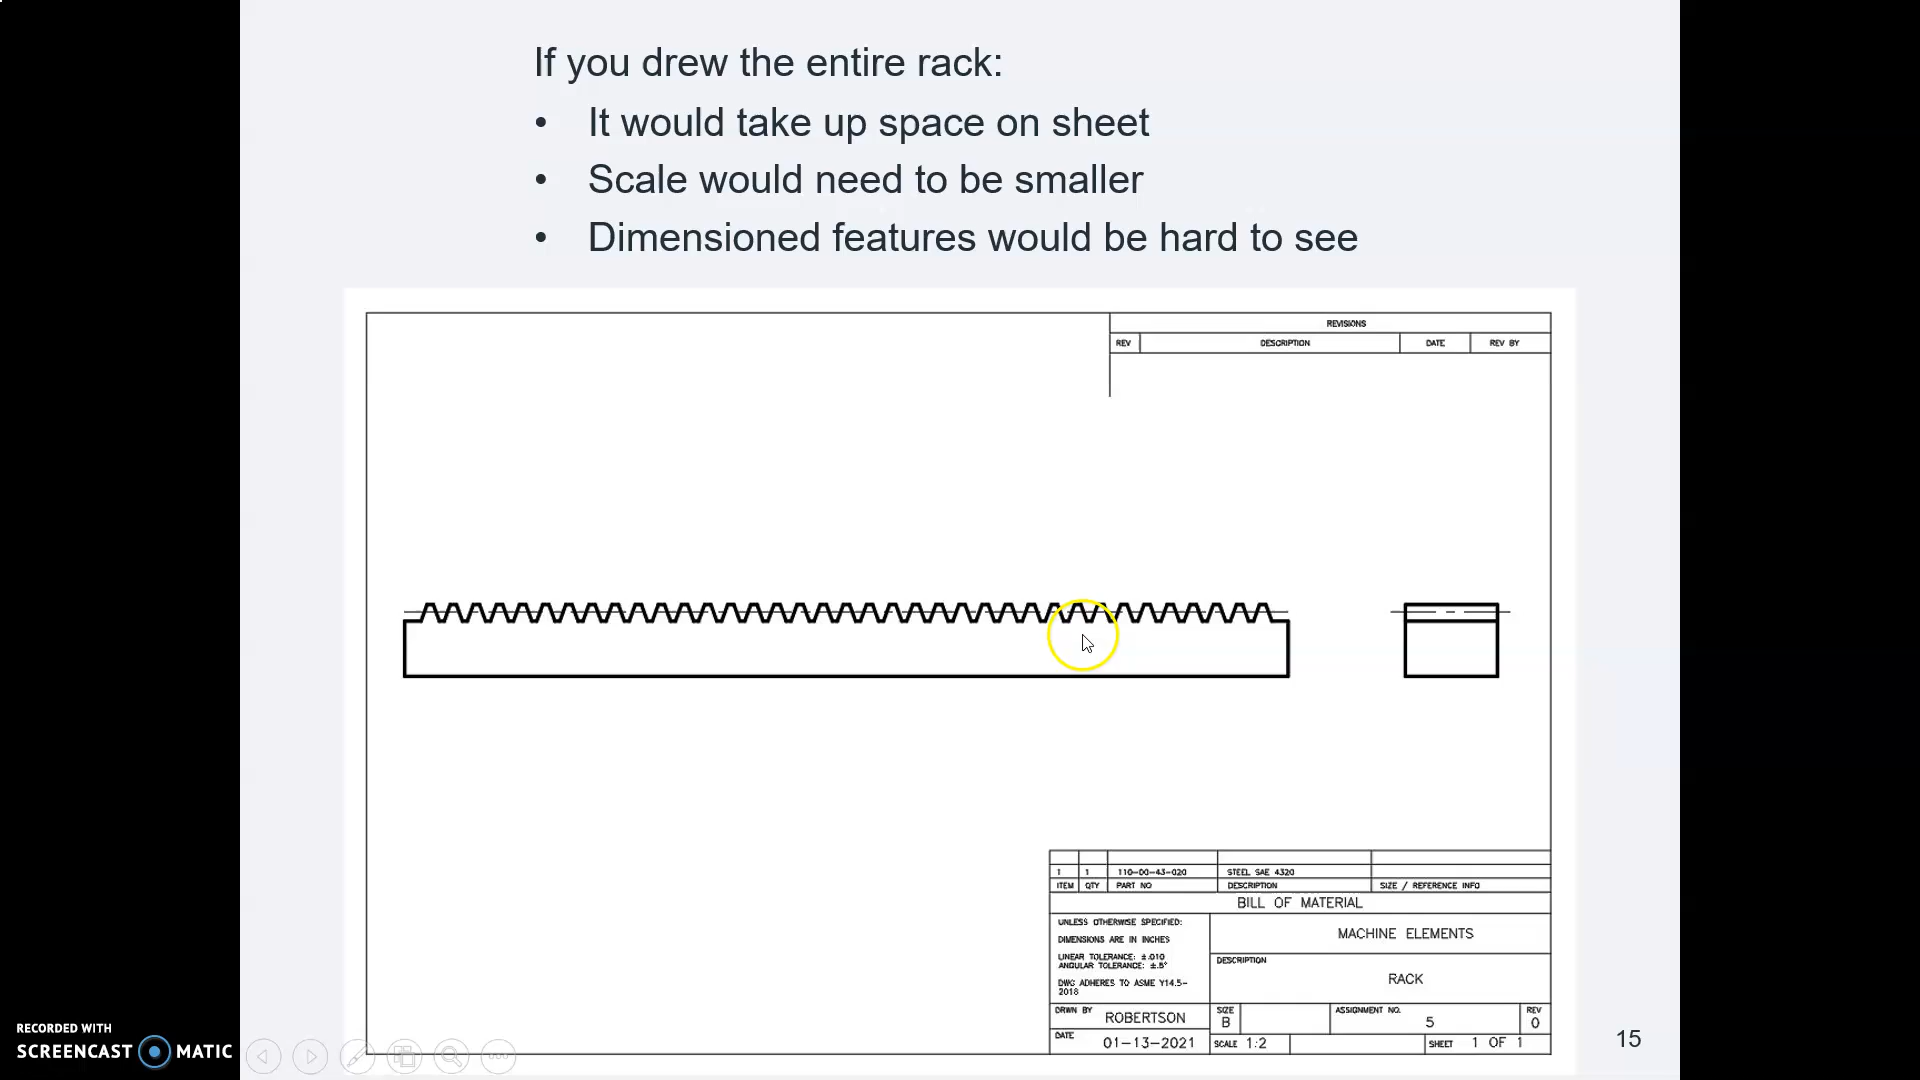 If you drew the entire rack:
• It would take up space on sheet
• Scale would need to be smaller
• Dimensioned features would be hard to see
REVISIONS
REV DESCRIPTION DATE REV BY
1 1 110-00-43-020 STEEL SAE 4320
ITEM QTY PART NO DESCRIPTION SIZE / REFERENCE INFO
BILL OF MATERIAL
UNLESS OTHERWISE SPECIFIED:
DIMENSIONS ARE IN INCHES
LINEAR TOLERANCE: ±.010
ANGULAR TOLERANCE: ±.5°
DWG ADHERES TO ASME Y14.5-
2018
MACHINE ELEMENTS
DESCRIPTION
RACK
DRWN BY ROBERTSON
SIZE B
ASSIGNMENT NO. 5
REV 0
DATE 01-13-2021
SCALE 1:2
SHEET 1 OF 1
15
RECORDED WITH
SCREENCAST MATIC